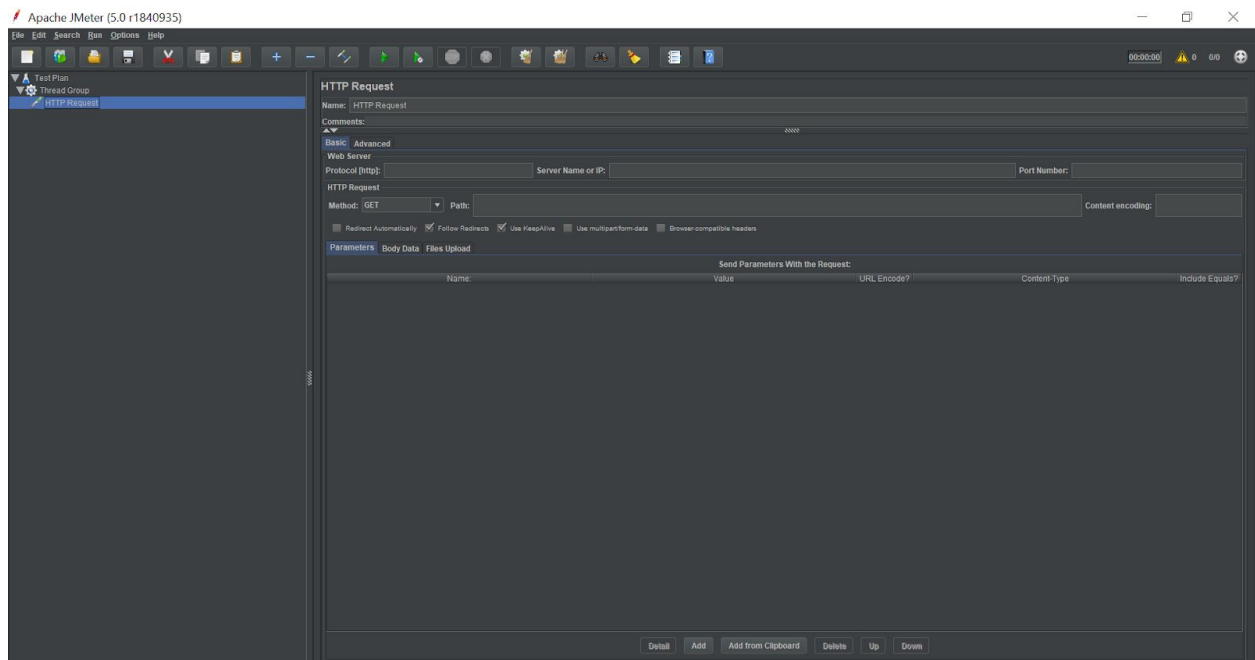 Apache JMeter (5.0 r1840935)
File Edit Search Run Options Help
00:00:00 0 0/0
Test Plan
Thread Group
HTTP Request
HTTP Request
Name: HTTP Request
Comments:
Basic Advanced
Web Server
Protocol [http]: Server Name or IP: Port Number:
HTTP Request
Method: GET Path: Content encoding:
Redirect Automatically Follow Redirects Use KeepAlive Use multipart/form-data Browser-compatible headers
Parameters Body Data Files Upload
Send Parameters With the Request:
Name: Value URL Encode? Content-Type Include Equals?
Detail Add Add from Clipboard Delete Up Down